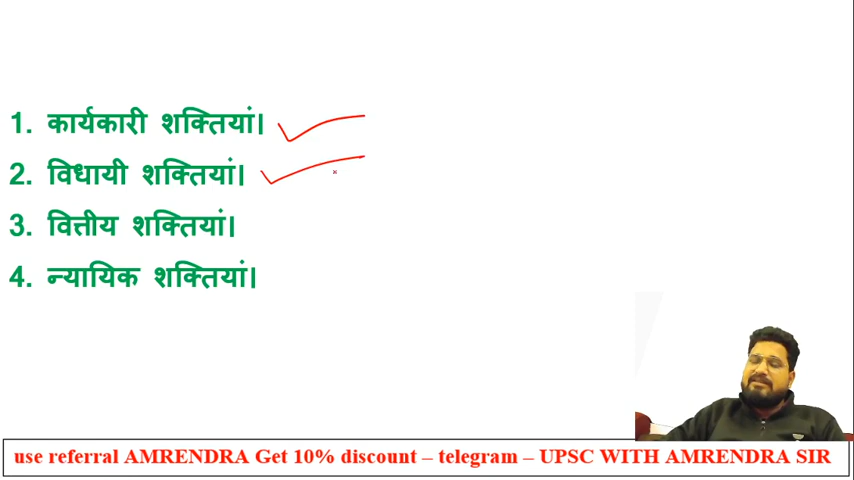 1. कार्यकारी शक्तियां।
2. विधायी शक्तियां।
3. वित्तीय शक्तियां।
4. न्यायिक शक्तियां।
use referral AMRENDRA Get 10% discount – telegram – UPSC WITH AMRENDRA SIR